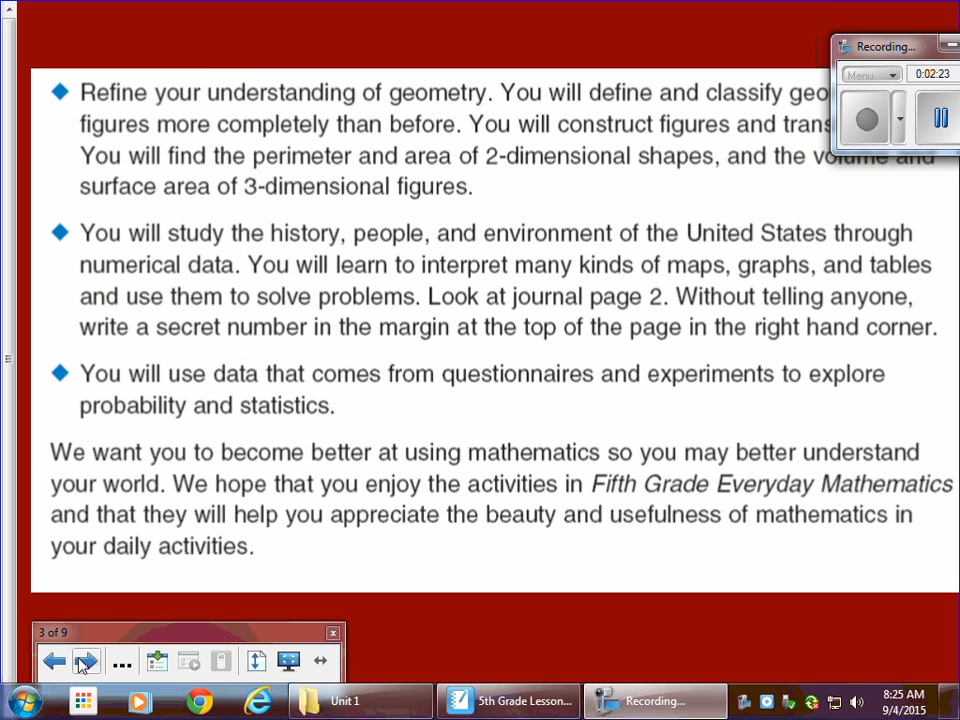 Recording...
Menu
0:02:23
Refine your understanding of geometry. You will define and classify
figures more completely than before. You will construct figures and
You will find the perimeter and area of 2-dimensional shapes, and the volume and
surface area of 3-dimensional figures.
You will study the history, people, and environment of the United States through
numerical data. You will learn to interpret many kinds of maps, graphs, and tables
and use them to solve problems. Look at journal page 2. Without telling anyone,
write a secret number in the margin at the top of the page in the right hand corner.
You will use data that comes from questionnaires and experiments to explore
probability and statistics.
We want you to become better at using mathematics so you may better understand
your world. We hope that you enjoy the activities in Fifth Grade Everyday Mathematics
and that they will help you appreciate the beauty and usefulness of mathematics in
your daily activities.
3 of 9
Unit 1
5th Grade Lesson...
Recording...
8:25 AM
9/4/2015